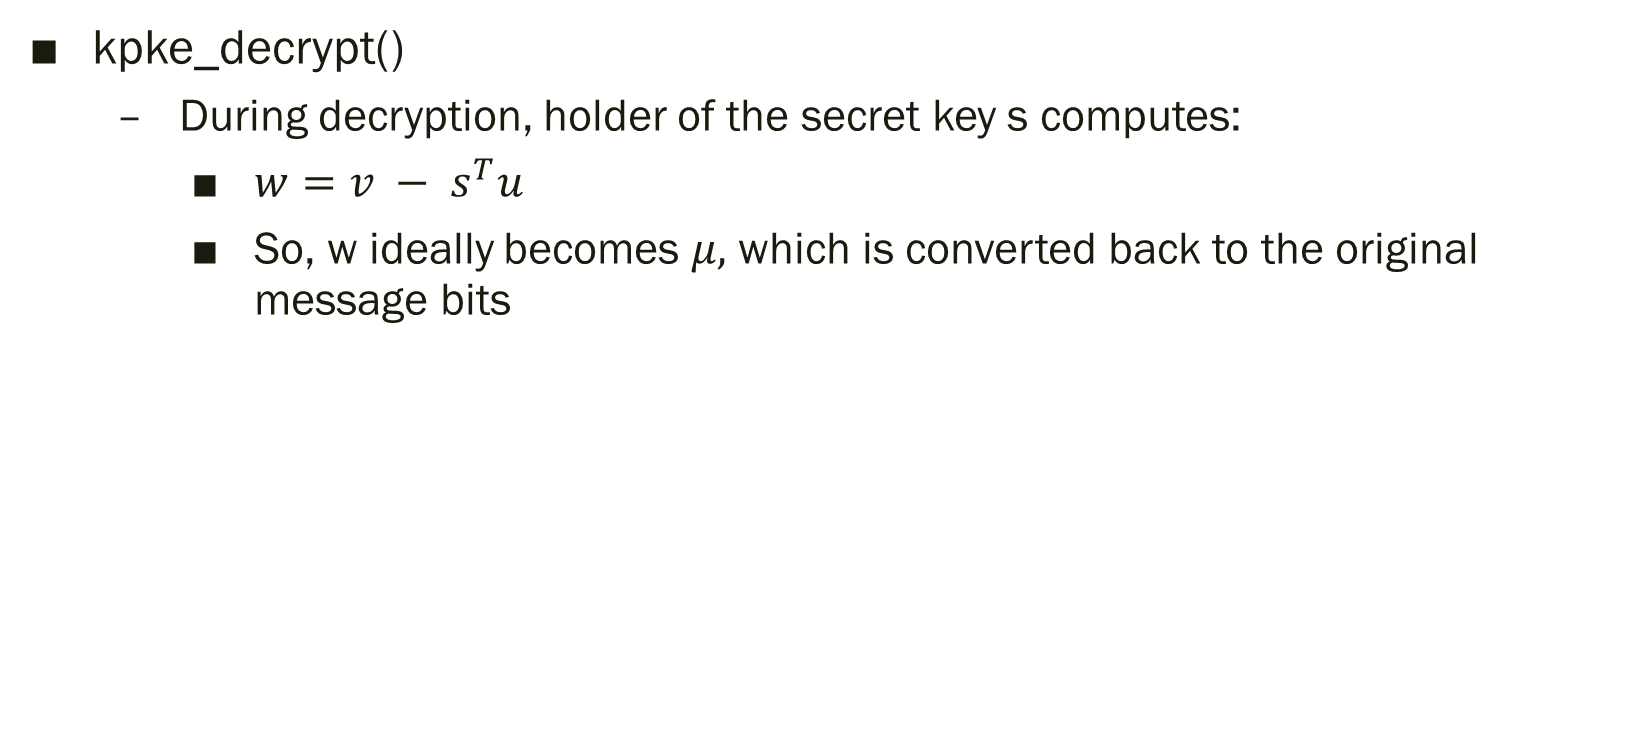 ■ kpke_decrypt()
– During decryption, holder of the secret key s computes:
■ w = v − sᵀu
■ So, w ideally becomes μ, which is converted back to the original
message bits